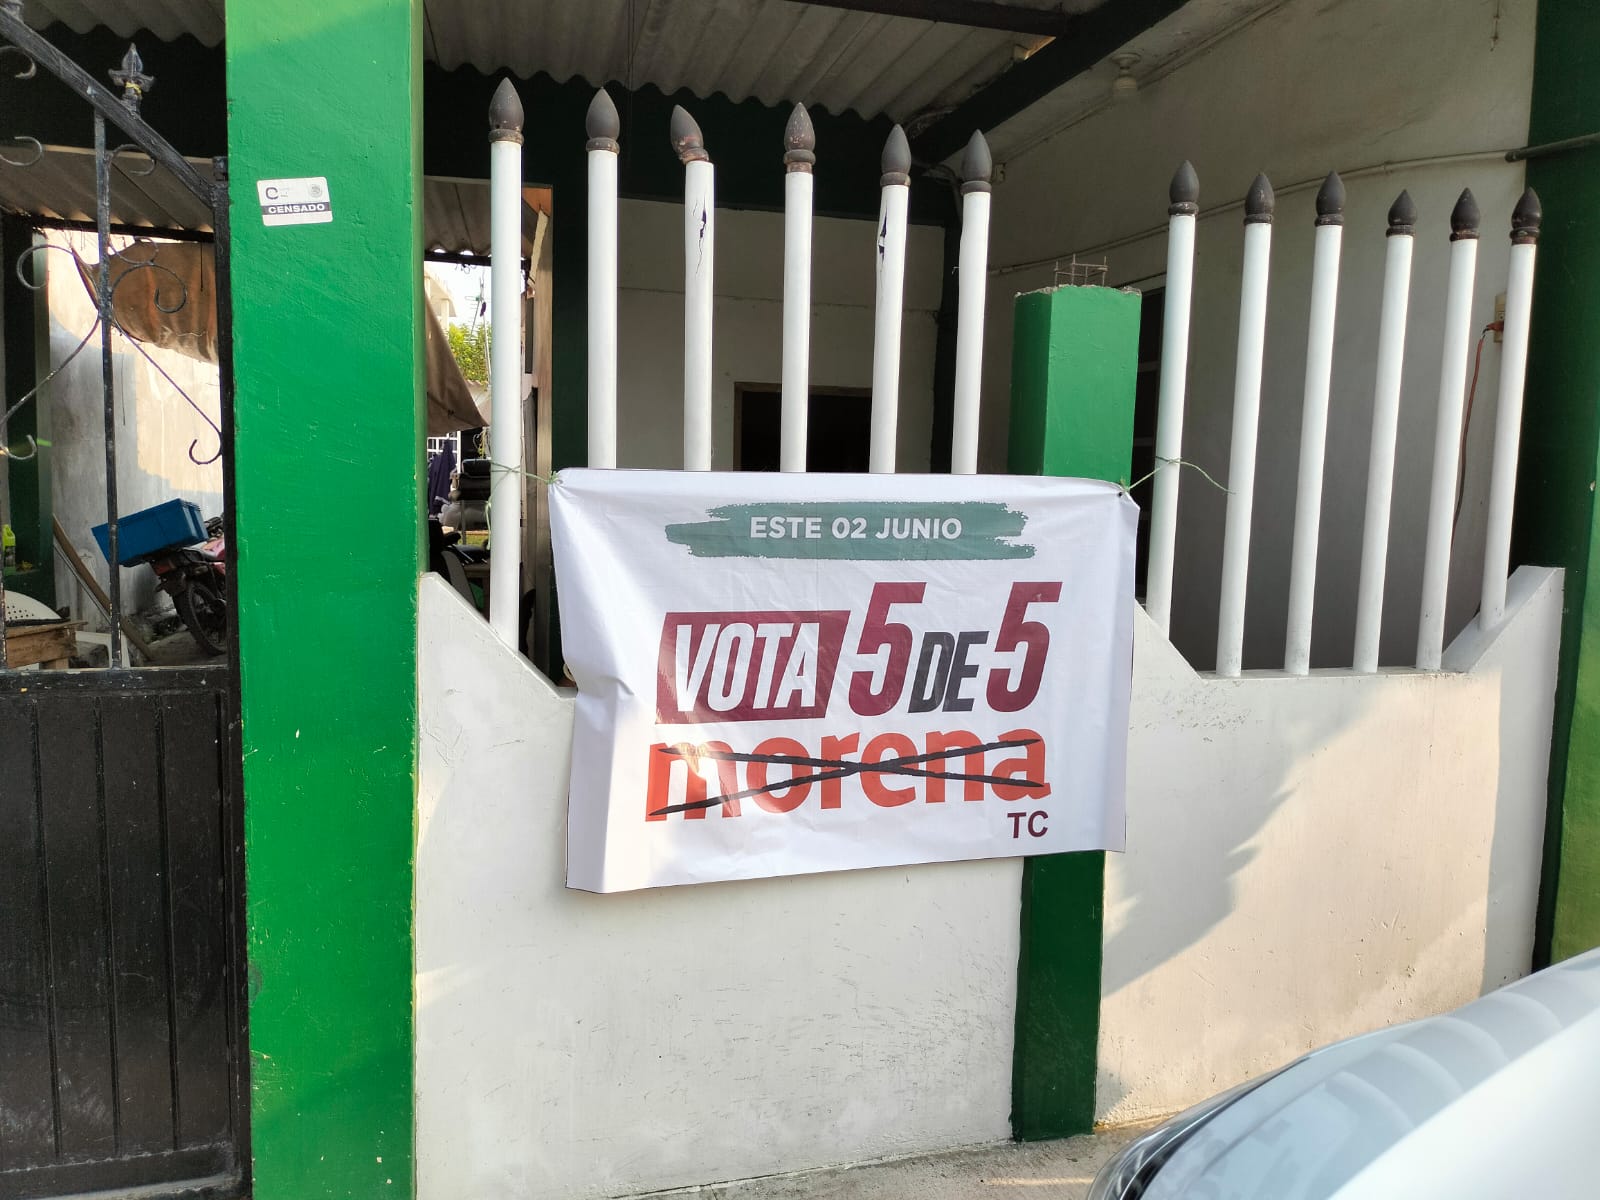 CENSADO
ESTE 02 JUNIO
VOTA 5 DE 5
morena
TC